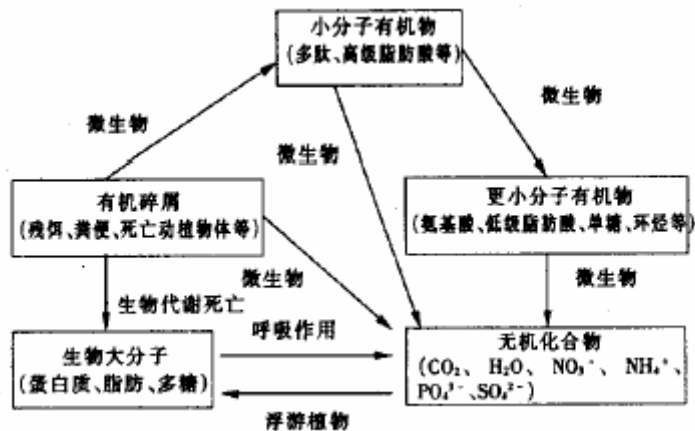 小分子有机物
(多肽、高级脂肪酸等)
微生物
微生物
微生物
有机碎屑
(残饵、粪便、死亡动植物体等)
更小分子有机物
(氨基酸、低级脂肪酸、单糖、环烃等)
微生物
微生物
生物代谢死亡
呼吸作用
生物大分子
(蛋白质、脂肪、多糖)
无机化合物
(CO₂、 H₂O、 NO₃⁻、 NH₄⁺、
PO₄³⁻、SO₄²⁻)
浮游植物